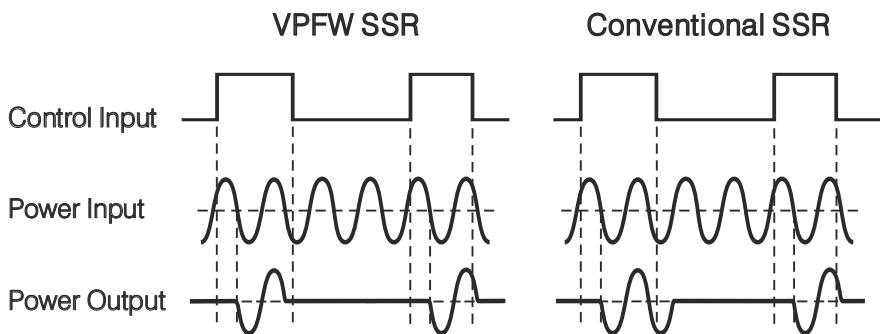 VPFW SSR
Conventional SSR
Control Input
Power Input
Power Output